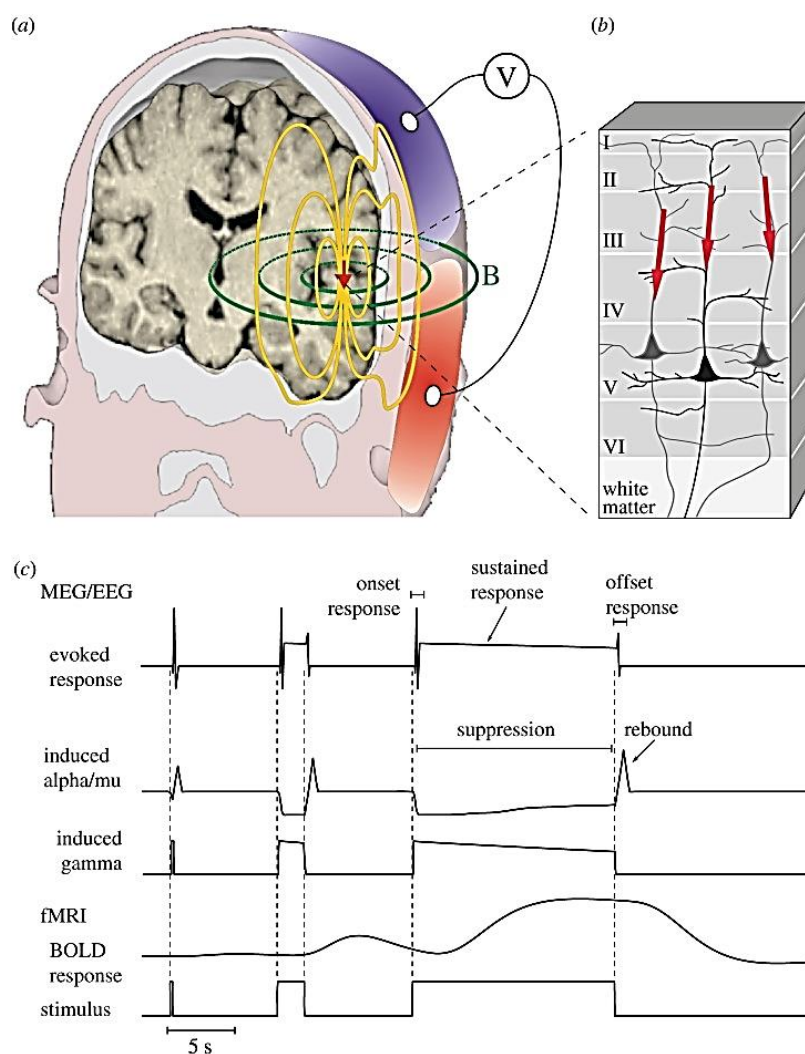 (a)
(b)
V
B
I
II
III
IV
V
VI
white
matter
(c)
MEG/EEG
onset
response
sustained
response
offset
response
evoked
response
suppression
rebound
induced
alpha/mu
induced
gamma
fMRI
BOLD
response
stimulus
5 s